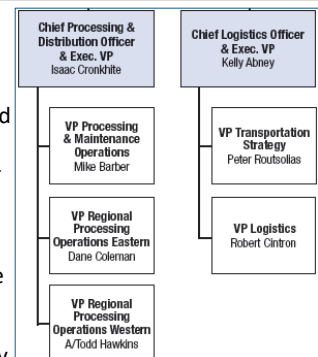 Chief Processing &
Distribution Officer
& Exec. VP
Isaac Cronkhite
VP Processing
& Maintenance
Operations
Mike Barber
VP Regional
Processing
Operations Eastern
Dane Coleman
VP Regional
Processing
Operations Western
A/Todd Hawkins
Chief Logistics Officer
& Exec. VP
Kelly Abney
VP Transportation
Strategy
Peter Routsolias
VP Logistics
Robert Cintron